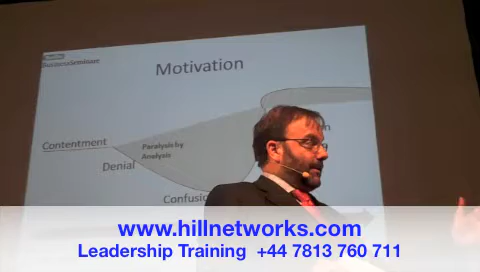 Motivation
Contentment
Denial
Paralysis by
Analysis
www.hillnetworks.com
Leadership Training +44 7813 760 711